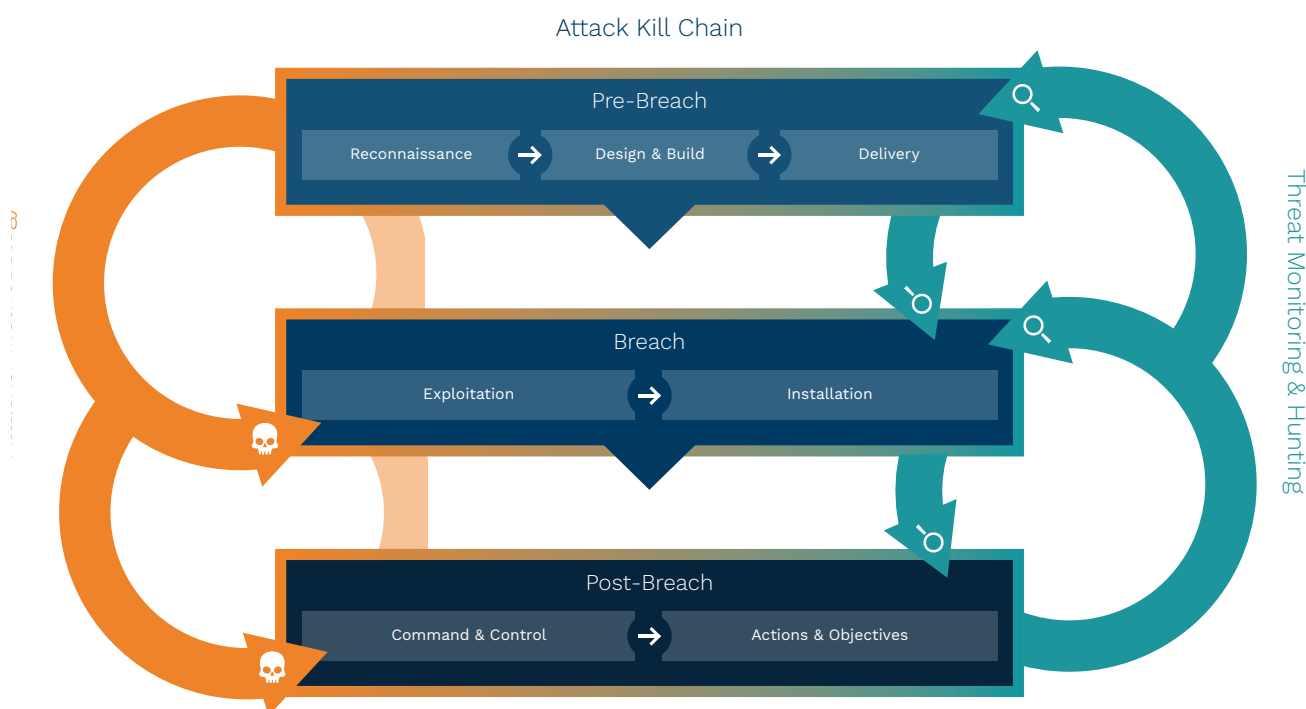 Attack Kill Chain
Pre-Breach
Reconnaissance
Design & Build
Delivery
Breach
Exploitation
Installation
Post-Breach
Command & Control
Actions & Objectives
Threat Monitoring & Hunting